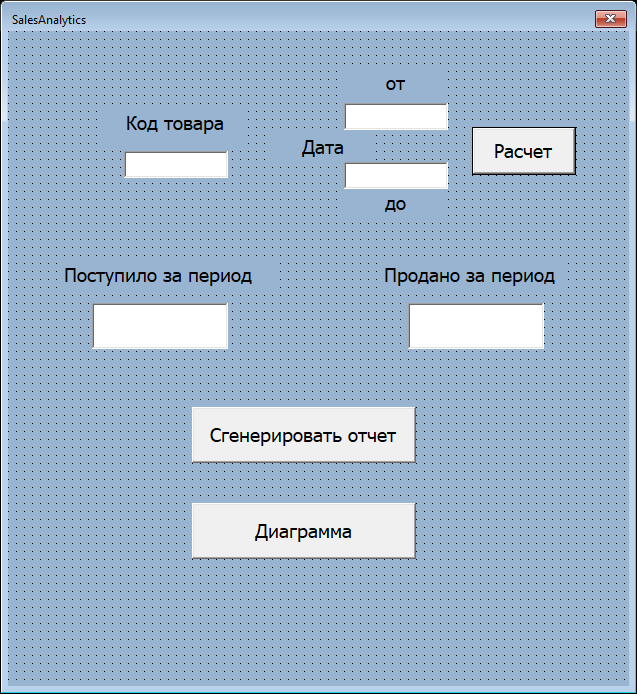 SalesAnalytics
от
Код товара
Дата
Расчет
до
Поступило за период
Продано за период
Сгенерировать отчет
Диаграмма